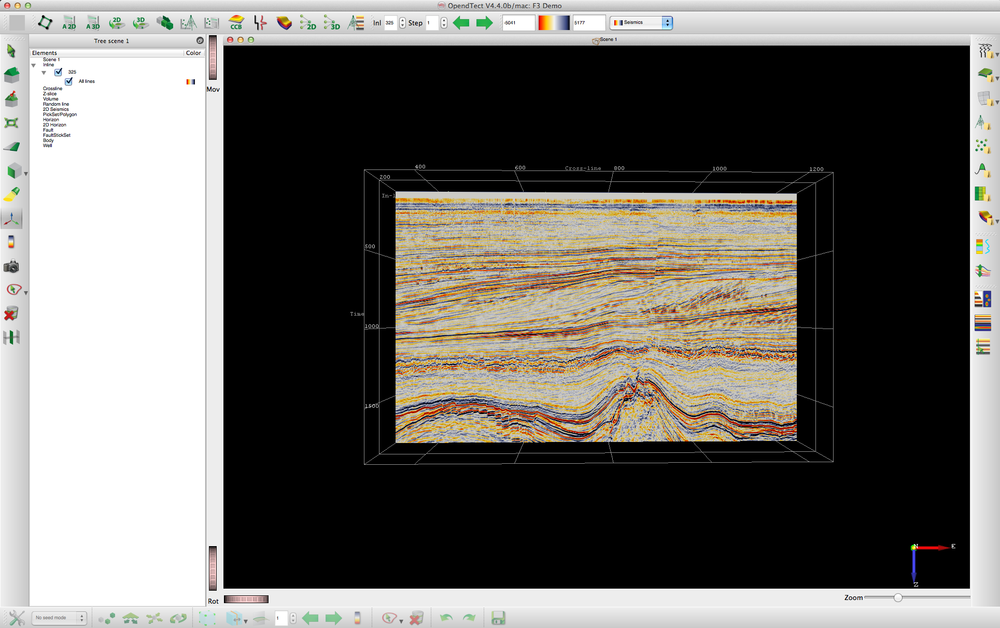 OpendTect V4.4.0b/mac: F3 Demo
A 2D
A 3D
2D
3D
CCB
2D
3D
Inl
325
Step
1
-5041
5177
Seismics
Tree scene 1
Scene 1
Elements
Color
Scene 1
Inline
325
All lines
Crossline
Z-slice
Volume
Random line
2D Seismics
PickSet/Polygon
Horizon
2D Horizon
Fault
FaultStickSet
Body
Well
Mov
400
600
Cross-line
800
1000
1200
200
In-l
500
Time
1000
1500
N
E
Z
Rot
Zoom
No seed mode
1